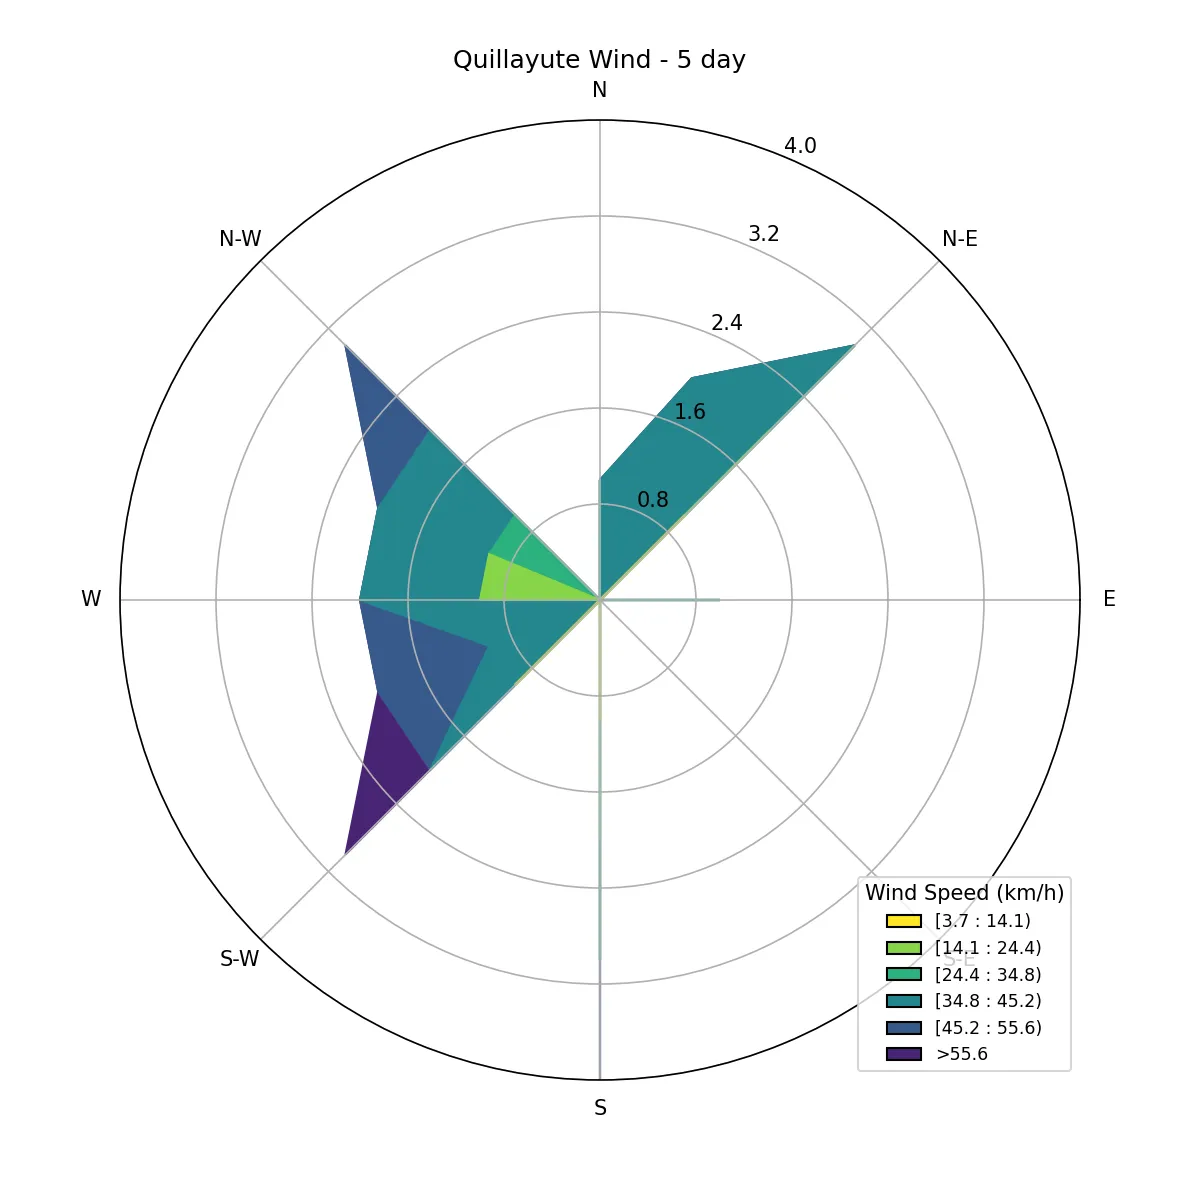 Quillayute Wind - 5 day
N
4.0
N-W
3.2
N-E
2.4
1.6
0.8
W
E
S-W
S-E
S
Wind Speed (km/h)
[3.7 : 14.1)
[14.1 : 24.4)
[24.4 : 34.8)
[34.8 : 45.2)
[45.2 : 55.6)
>55.6